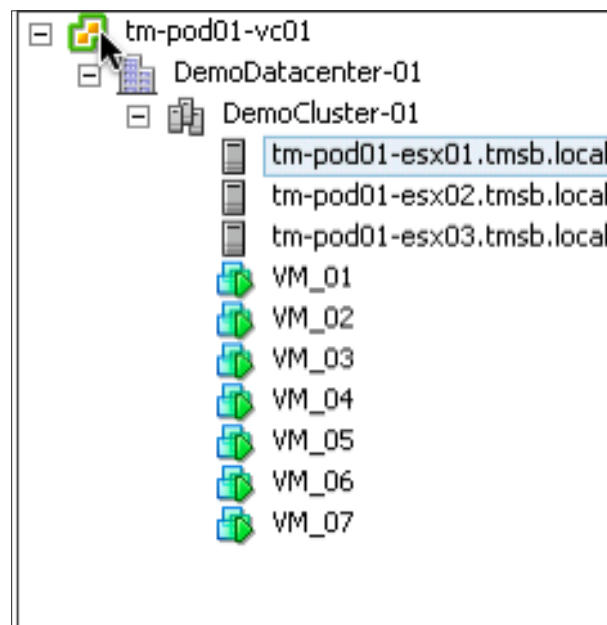 tm-pod01-vc01
DemoDatacenter-01
DemoCluster-01
tm-pod01-esx01.tmsb.local
tm-pod01-esx02.tmsb.local
tm-pod01-esx03.tmsb.local
VM_01
VM_02
VM_03
VM_04
VM_05
VM_06
VM_07